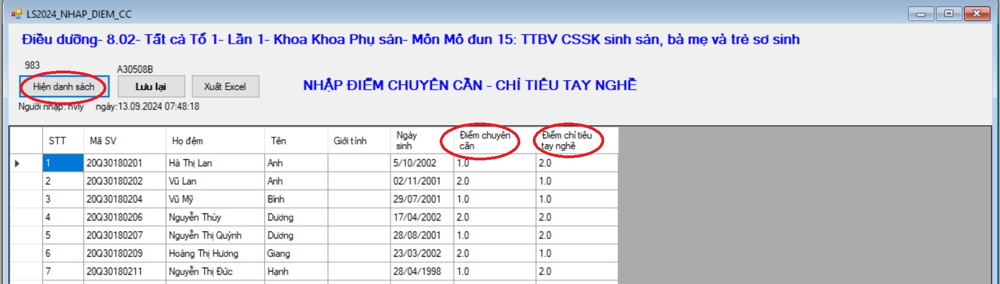 LS2024_NHAP_DIEM_CC
Điều dưỡng- 8.02- Tất cả Tổ 1- Lần 1- Khoa Khoa Phụ sản- Môn Mô đun 15: TTBV CSSK sinh sản, bà mẹ và trẻ sơ sinh
983
A30508B
Hiện danh sách Lưu lại Xuất Excel
NHẬP ĐIỂM CHUYÊN CẦN - CHỈ TIÊU TAY NGHỀ
Người nhập: nvly ngày:13.09.2024 07:48:18
STT Mã SV Họ đệm Tên Giới tính Ngày sinh Điểm chuyên cần Điểm chỉ tiêu tay nghề
1 20Q30180201 Hà Thị Lan Anh 5/10/2002 1.0 2.0
2 20Q30180202 Vũ Lan Anh 02/11/2001 2.0 1.0
3 20Q30180204 Vũ Mỹ Bình 29/07/2001 1.0 1.0
4 20Q30180206 Nguyễn Thùy Dương 17/04/2002 2.0 2.0
5 20Q30180207 Nguyễn Thị Quỳnh Dương 28/08/2001 1.0 2.0
6 20Q30180209 Hoàng Thị Hương Giang 23/03/2002 2.0 1.0
7 20Q30180211 Nguyễn Thị Đức Hạnh 28/04/1998 1.0 2.0